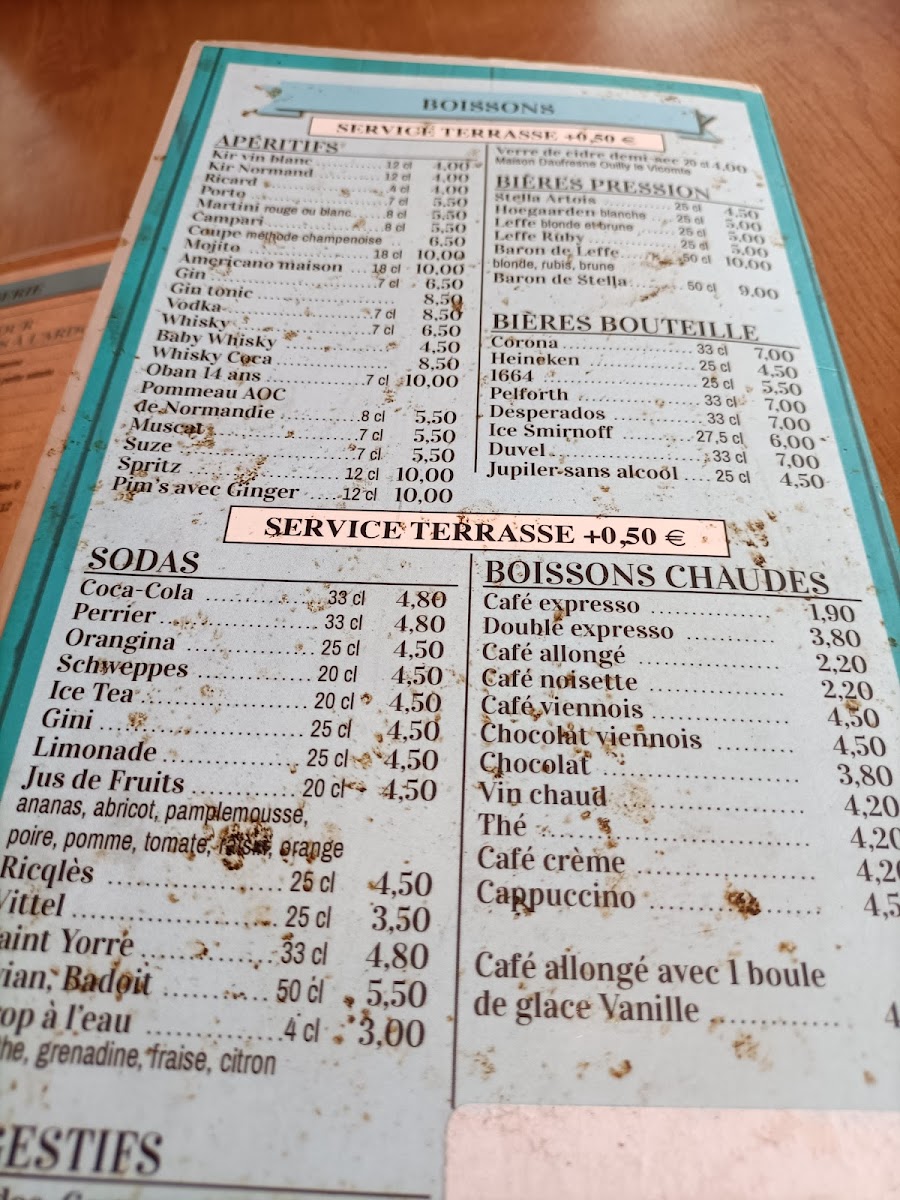 BOISSONS
SERVICE TERRASSE +0,50 €
APÉRITIFS
Kir vin blanc 12 cl 4,00
Kir Normand 12 cl 4,00
Ricard 4 cl 4,00
Porto 7 cl 5,50
Martini rouge ou blanc 8 cl 5,50
Campari 8 cl 5,50
Coupe méthode champenoise 6,50
Mojito 18 cl 10,00
Americano maison 18 cl 10,00
Gin 7 cl 6,50
Gin tonic 8,50
Vodka 7 cl 8,50
Whisky 7 cl 6,50
Baby Whisky 4,50
Whisky Coca 8,50
Oban 14 ans 7 cl 10,00
Pommeau AOC
de Normandie 8 cl 5,50
Muscat 7 cl 5,50
Suze 7 cl 5,50
Spritz 12 cl 10,00
Pim's avec Ginger 12 cl 10,00
Verre de cidre demi-sec 20 cl 4,00
Maison Daufresne Ouilly le Vicomte
BIÈRES PRESSION
Stella Artois 25 cl 4,50
Hoegaarden blanche 25 cl 5,00
Leffe blonde et brune 25 cl 5,00
Leffe Ruby 25 cl 5,00
Baron de Leffe 50 cl 10,00
blonde, rubis, brune
Baron de Stella 50 cl 9,00
BIÈRES BOUTEILLE
Corona 33 cl 7,00
Heineken 25 cl 4,50
1664 25 cl 5,50
Pelforth 33 cl 7,00
Desperados 33 cl 7,00
Ice Smirnoff 27,5 cl 6,00
Duvel 33 cl 7,00
Jupiler sans alcool 25 cl 4,50
SERVICE TERRASSE +0,50 €
SODAS
Coca-Cola 33 cl 4,80
Perrier 33 cl 4,80
Orangina 25 cl 4,50
Schweppes 20 cl 4,50
Ice Tea 20 cl 4,50
Gini 25 cl 4,50
Limonade 25 cl 4,50
Jus de Fruits 20 cl 4,50
ananas, abricot, pamplemousse,
poire, pomme, tomate, raisin, orange
Ricqlès 25 cl 4,50
Vittel 25 cl 3,50
aint Yorre 33 cl 4,80
vian, Badoit 50 cl 5,50
op à l'eau 4 cl 3,00
he, grenadine, fraise, citron
GESTIFS
BOISSONS CHAUDES
Café expresso 1,90
Double expresso 3,80
Café allongé 2,20
Café noisette 2,20
Café viennois 4,50
Chocolat viennois 4,50
Chocolat 3,80
Vin chaud 4,20
Thé 4,20
Café crème 4,20
Cappuccino 4,5
Café allongé avec 1 boule
de glace Vanille 4
ERIE